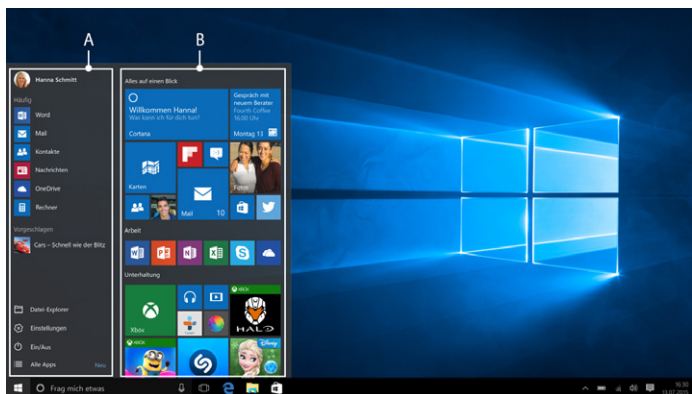 A
B
Hanna Schmitt
Häufig
Word
Mail
Kontakte
Nachrichten
OneDrive
Rechner
Vorgeschlagen
Cars – Schnell wie der Blitz
Datei-Explorer
Einstellungen
Ein/Aus
Alle Apps
Neu
Alles auf einen Blick
Willkommen Hanna!
Was kann ich für dich tun?
Cortana
Gespräch mit
neuem Berater
Fourth Coffee
16:00 Uhr
Montag 13
Karten
Fotos
Mail
10
Arbeit
Unterhaltung
Xbox
XBOX
HALO
XBOX
Disney
Frag mich etwas
16:30
13.07.2015